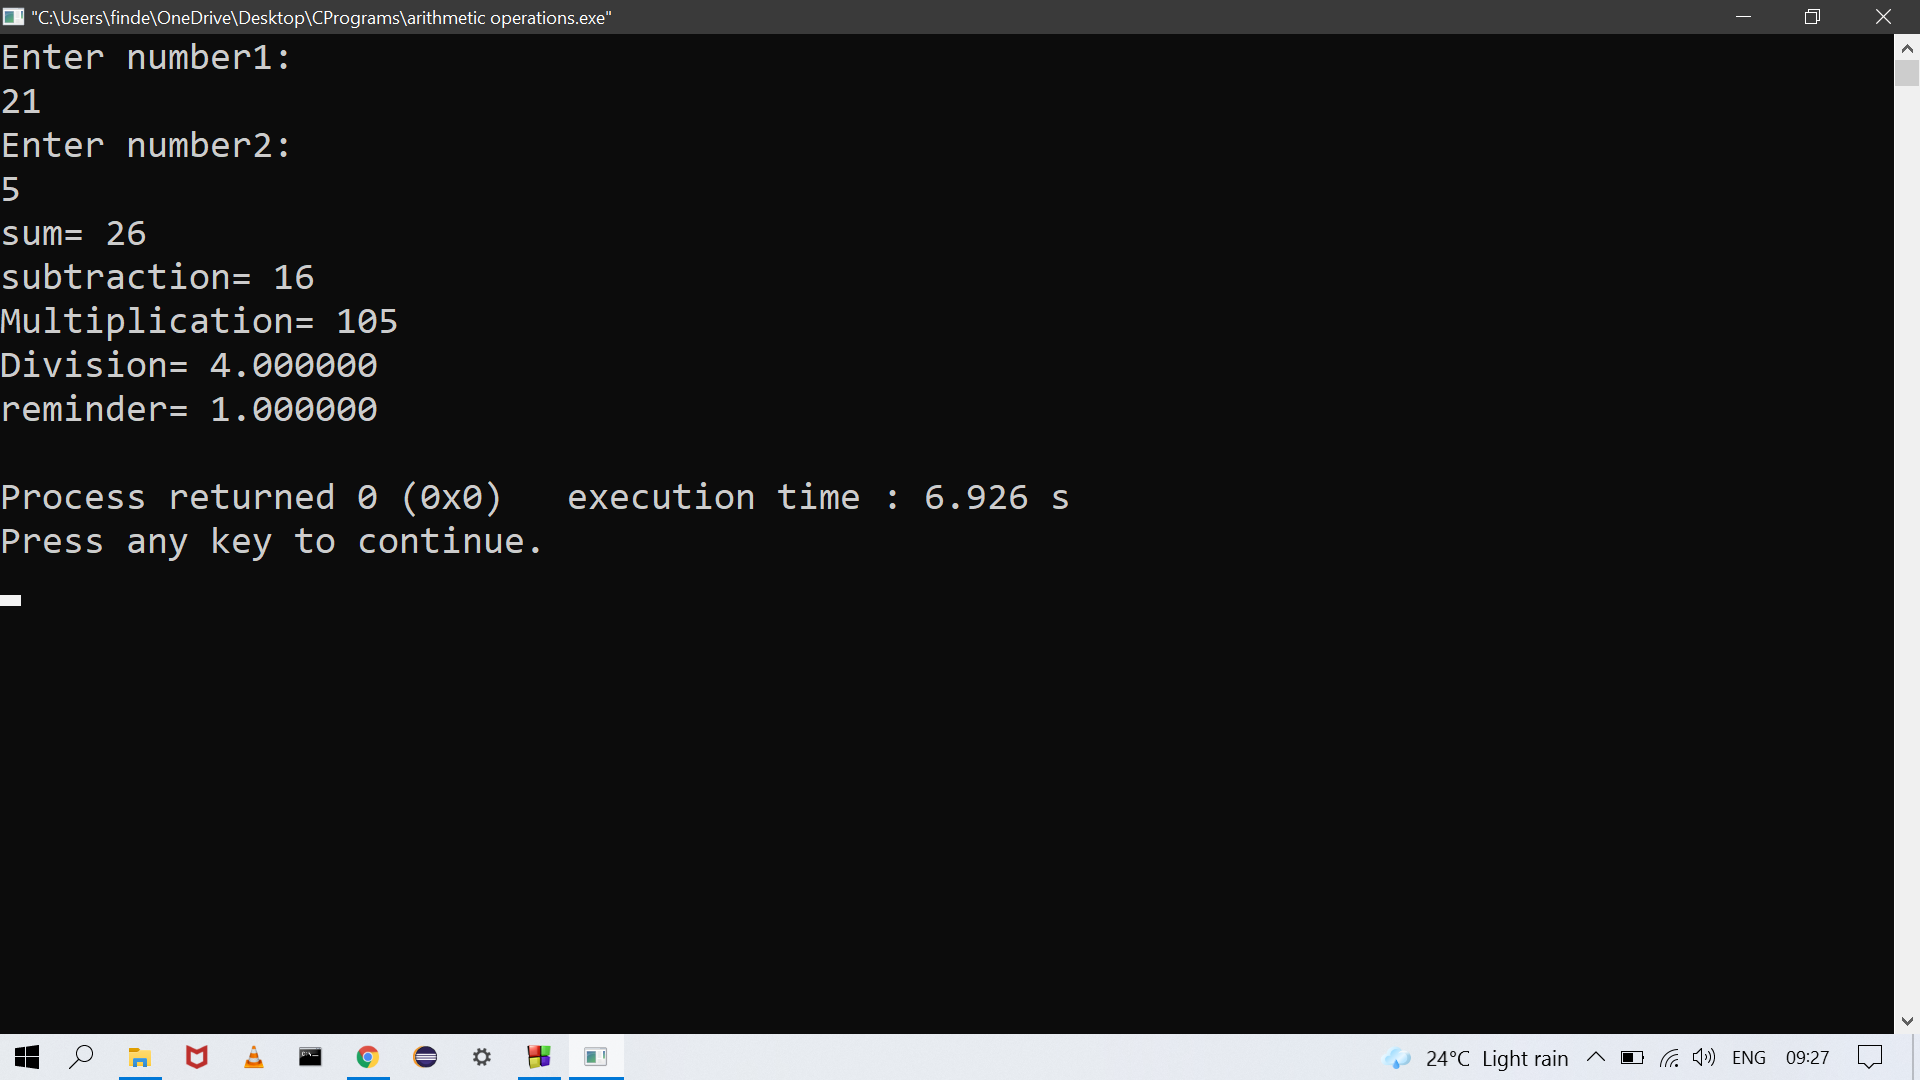 "C:\Users\finde\OneDrive\Desktop\CPrograms\arithmetic operations.exe"
Enter number1:
21
Enter number2:
5
sum= 26
subtraction= 16
Multiplication= 105
Division= 4.000000
reminder= 1.000000
Process returned 0 (0x0)   execution time : 6.926 s
Press any key to continue.
24°C Light rain ENG 09:27